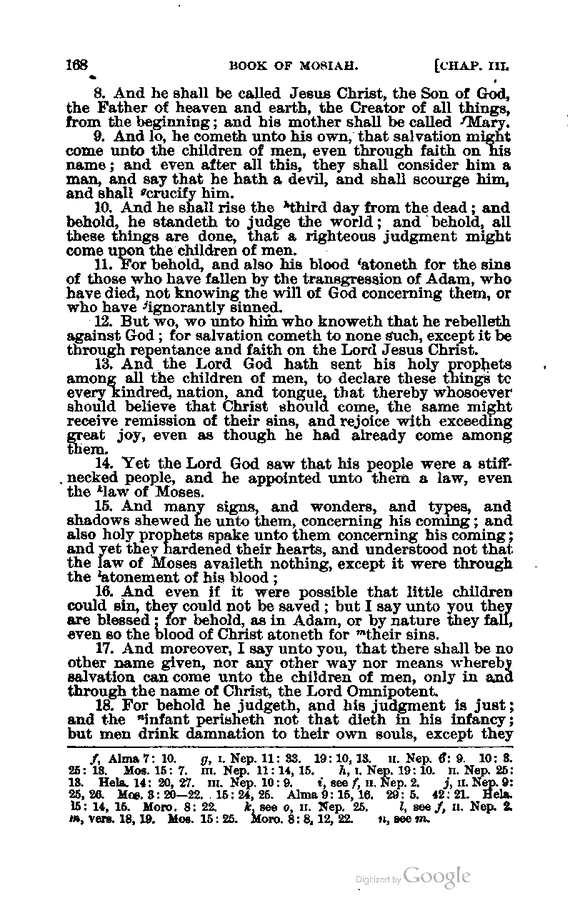 168 BOOK OF MOSIAH. [CHAP. III.
8. And he shall be called Jesus Christ, the Son of God,
the Father of heaven and earth, the Creator of all things,
from the beginning; and his mother shall be called ᶠMary.
9. And lo, he cometh unto his own, that salvation might
come unto the children of men, even through faith on his
name; and even after all this, they shall consider him a
man, and say that he hath a devil, and shall scourge him,
and shall ᵍcrucify him.
10. And he shall rise the ʰthird day from the dead; and
behold, he standeth to judge the world; and behold, all
these things are done, that a righteous judgment might
come upon the children of men.
11. For behold, and also his blood ⁱatoneth for the sins
of those who have fallen by the transgression of Adam, who
have died, not knowing the will of God concerning them, or
who have ʲignorantly sinned.
12. But wo, wo unto him who knoweth that he rebelleth
against God; for salvation cometh to none such, except it be
through repentance and faith on the Lord Jesus Christ.
13. And the Lord God hath sent his holy prophets
among all the children of men, to declare these things to
every kindred, nation, and tongue, that thereby whosoever
should believe that Christ should come, the same might
receive remission of their sins, and rejoice with exceeding
great joy, even as though he had already come among
them.
14. Yet the Lord God saw that his people were a stiff-
necked people, and he appointed unto them a law, even
the ᵏlaw of Moses.
15. And many signs, and wonders, and types, and
shadows shewed he unto them, concerning his coming; and
also holy prophets spake unto them concerning his coming;
and yet they hardened their hearts, and understood not that
the law of Moses availeth nothing, except it were through
the ˡatonement of his blood;
16. And even if it were possible that little children
could sin, they could not be saved; but I say unto you they
are blessed; for behold, as in Adam, or by nature they fall,
even so the blood of Christ atoneth for ᵐtheir sins.
17. And moreover, I say unto you, that there shall be no
other name given, nor any other way nor means whereby
salvation can come unto the children of men, only in and
through the name of Christ, the Lord Omnipotent.
18. For behold he judgeth, and his judgment is just;
and the ⁿinfant perisheth not that dieth in his infancy;
but men drink damnation to their own souls, except they
f, Alma 7: 10. g, I. Nep. 11: 33. 19: 10, 13. II. Nep. 6: 9. 10: 3.
25: 13. Mos. 15: 7. III. Nep. 11: 14, 15. h, I. Nep. 19: 10. II. Nep. 25:
13. Hela. 14: 20, 27. III. Nep. 10: 9. i, see f, II. Nep. 2. j, II. Nep. 9:
25, 26. Mos. 3: 20—22. 15: 24, 25. Alma 9: 15, 16. 29: 5. 42: 21. Hela.
15: 14, 15. Moro. 8: 22. k, see o, II. Nep. 25. l, see f, II. Nep. 2.
m, vers. 18, 19. Mos. 15: 25. Moro. 8: 8, 12, 22. n, see m.
Digitized by Google